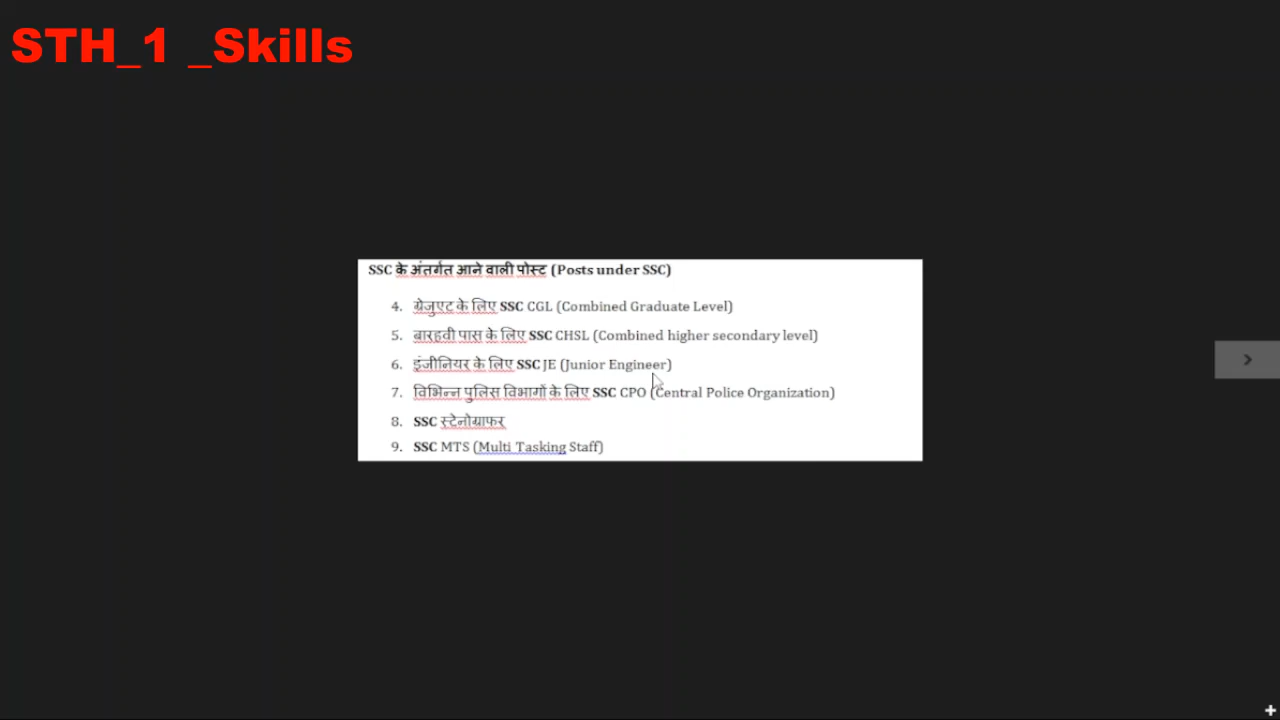 STH_1 _Skills
SSC के अंतर्गत आने वाली पोस्ट (Posts under SSC)
4. ग्रेजुएट के लिए SSC CGL (Combined Graduate Level)
5. बारहवी पास के लिए SSC CHSL (Combined higher secondary level)
6. इंजीनियर के लिए SSC JE (Junior Engineer)
7. विभिन्न पुलिस विभागों के लिए SSC CPO (Central Police Organization)
8. SSC स्टेनोग्राफर
9. SSC MTS (Multi Tasking Staff)